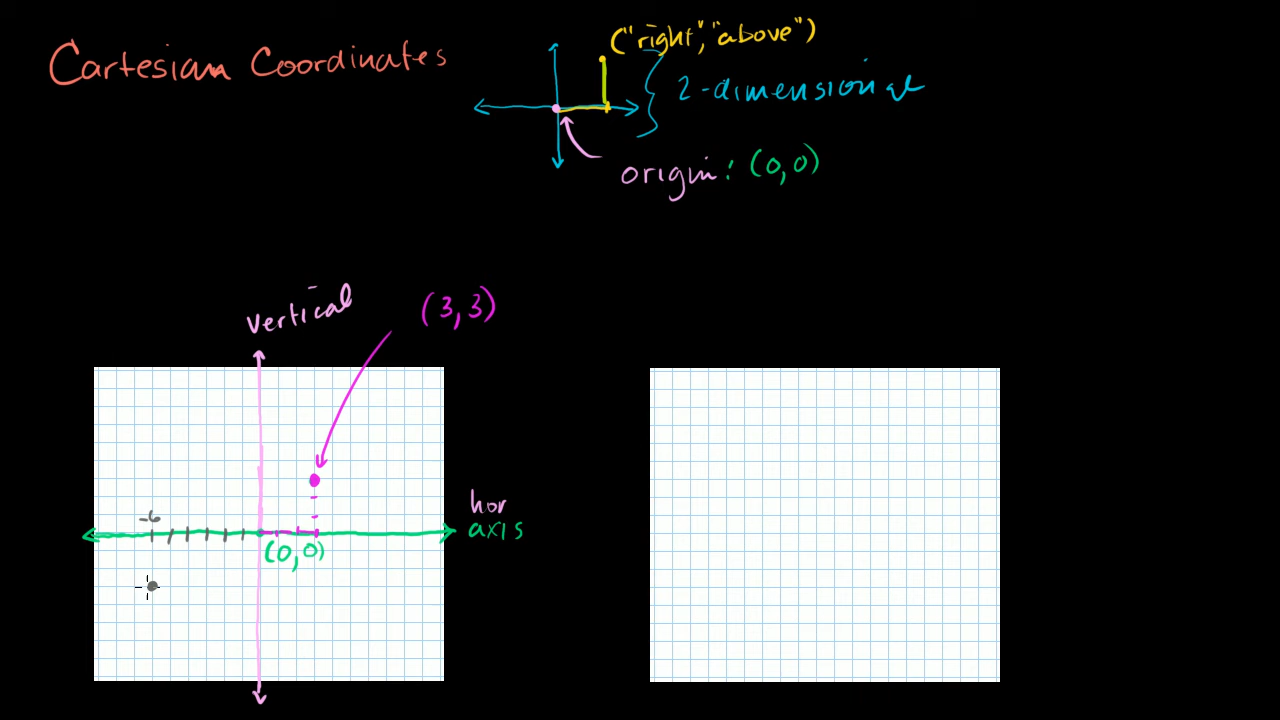 Cartesian Coordinates
("right", "above")
2-dimensional
origin: (0,0)
vertical
(3,3)
hor
axis
-6
(0,0)